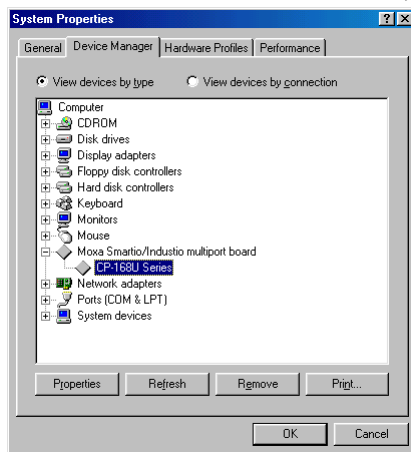 System Properties
General Device Manager Hardware Profiles Performance
View devices by type View devices by connection
Computer
CDROM
Disk drives
Display adapters
Floppy disk controllers
Hard disk controllers
Keyboard
Monitors
Mouse
Moxa Smartio/Industio multiport board
CP-168U Series
Network adapters
Ports (COM & LPT)
System devices
Properties Refresh Remove Print...
OK Cancel